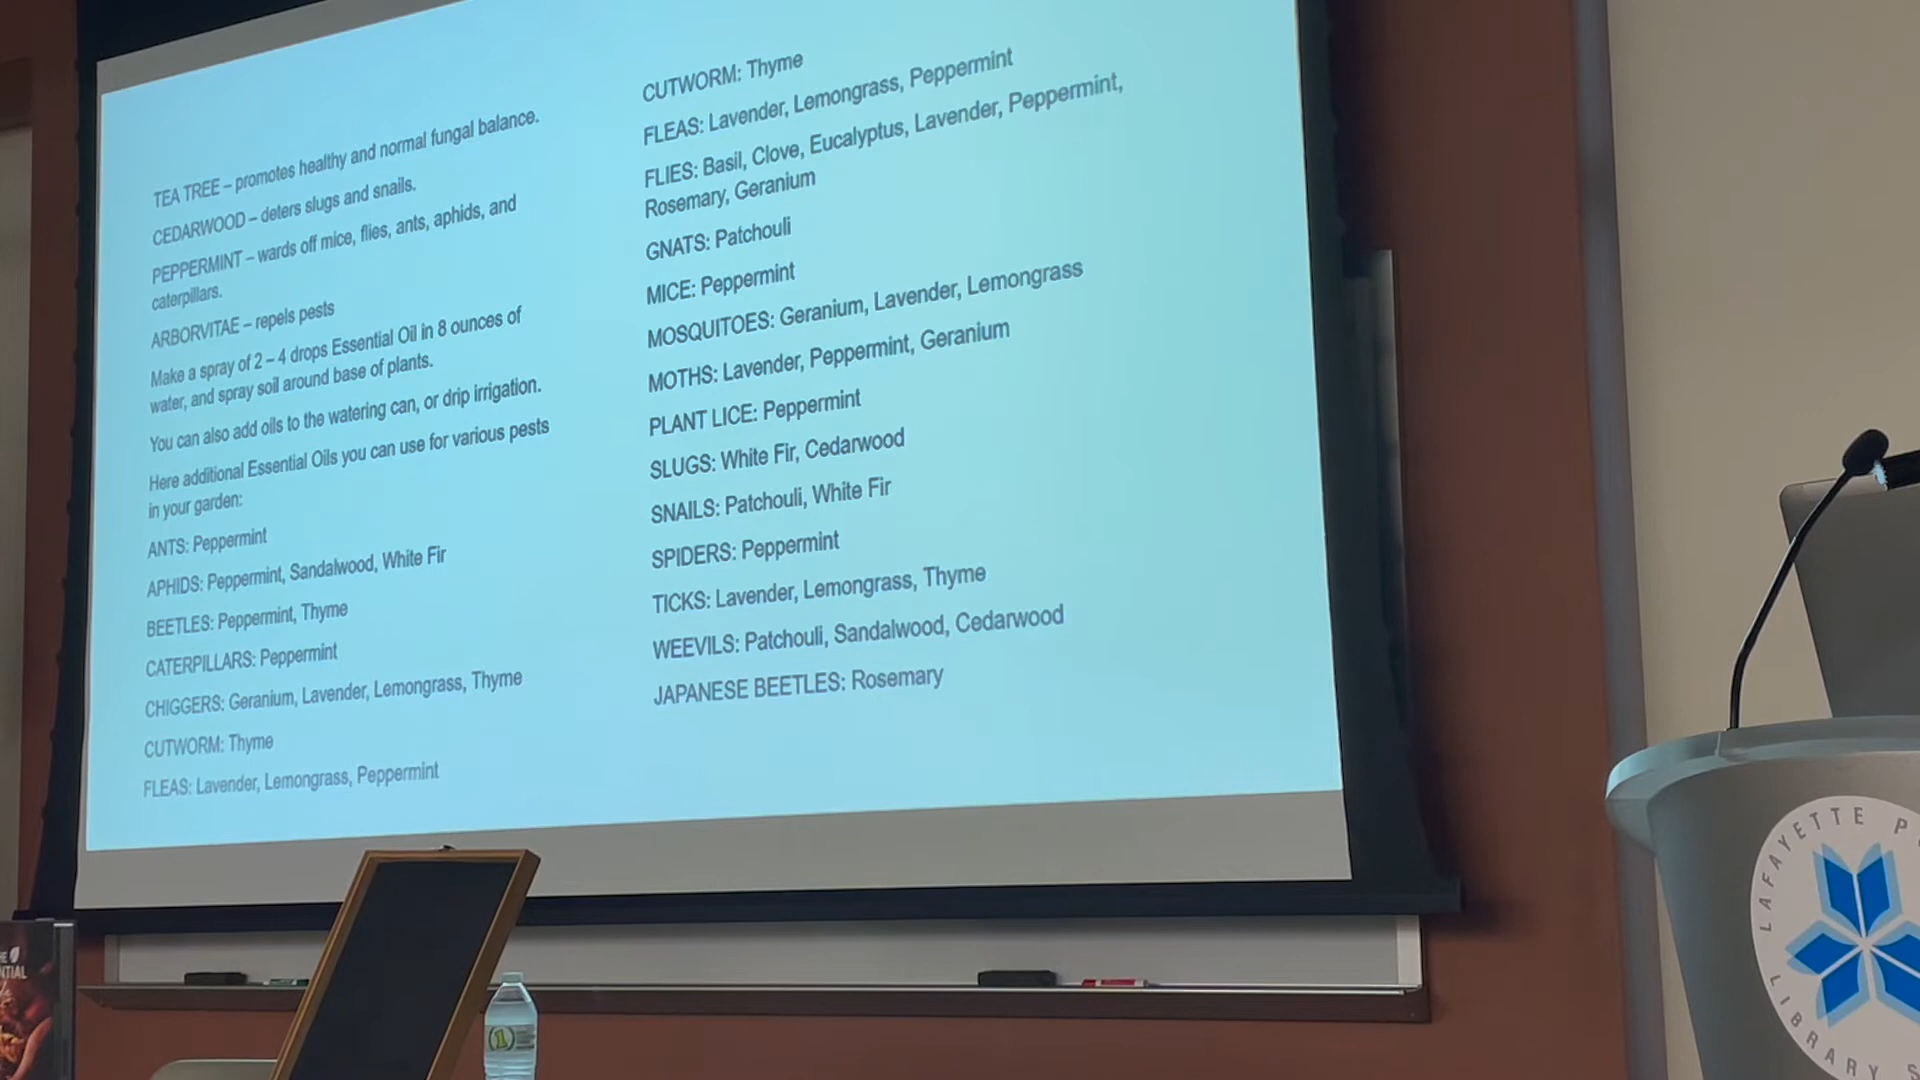 TEA TREE – promotes healthy and normal fungal balance.
CEDARWOOD – deters slugs and snails.
PEPPERMINT – wards off mice, flies, ants, aphids, and
caterpillars.
ARBORVITAE – repels pests
Make a spray of 2 – 4 drops Essential Oil in 8 ounces of
water, and spray soil around base of plants.
You can also add oils to the watering can, or drip irrigation.
Here additional Essential Oils you can use for various pests
in your garden:
ANTS: Peppermint
APHIDS: Peppermint, Sandalwood, White Fir
BEETLES: Peppermint, Thyme
CATERPILLARS: Peppermint
CHIGGERS: Geranium, Lavender, Lemongrass, Thyme
CUTWORM: Thyme
FLEAS: Lavender, Lemongrass, Peppermint
CUTWORM: Thyme
FLEAS: Lavender, Lemongrass, Peppermint
FLIES: Basil, Clove, Eucalyptus, Lavender, Peppermint,
Rosemary, Geranium
GNATS: Patchouli
MICE: Peppermint
MOSQUITOES: Geranium, Lavender, Lemongrass
MOTHS: Lavender, Peppermint, Geranium
PLANT LICE: Peppermint
SLUGS: White Fir, Cedarwood
SNAILS: Patchouli, White Fir
SPIDERS: Peppermint
TICKS: Lavender, Lemongrass, Thyme
WEEVILS: Patchouli, Sandalwood, Cedarwood
JAPANESE BEETLES: Rosemary
LAFAYETTE P
LIBRARY S
1